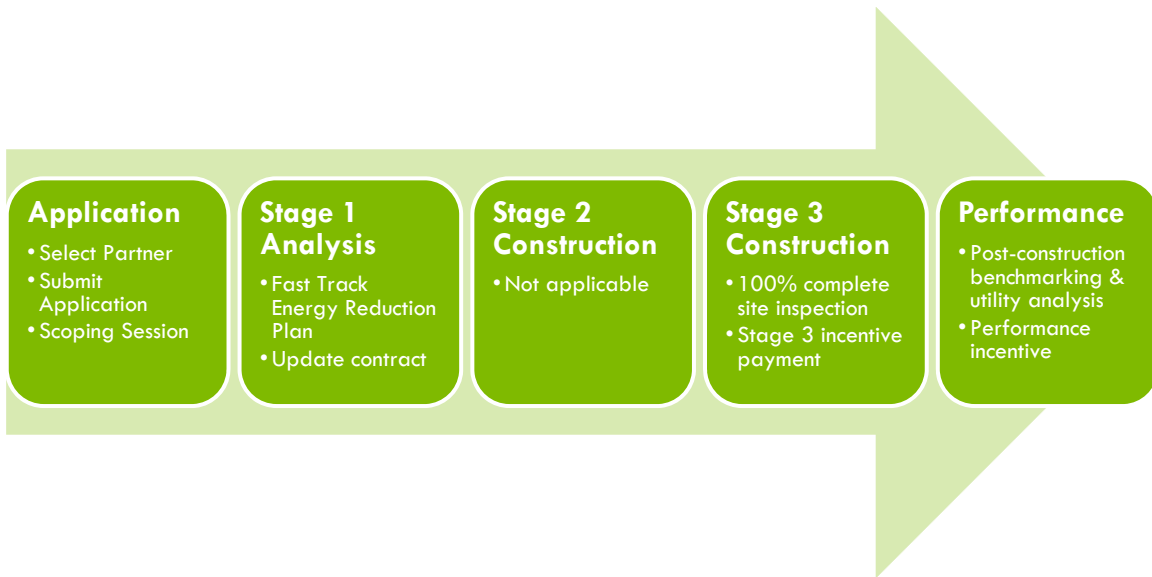 Application
• Select Partner
• Submit
Application
• Scoping Session
Stage 1
Analysis
• Fast Track
Energy Reduction
Plan
• Update contract
Stage 2
Construction
• Not applicable
Stage 3
Construction
• 100% complete
site inspection
• Stage 3 incentive
payment
Performance
• Post-construction
benchmarking &
utility analysis
• Performance
incentive